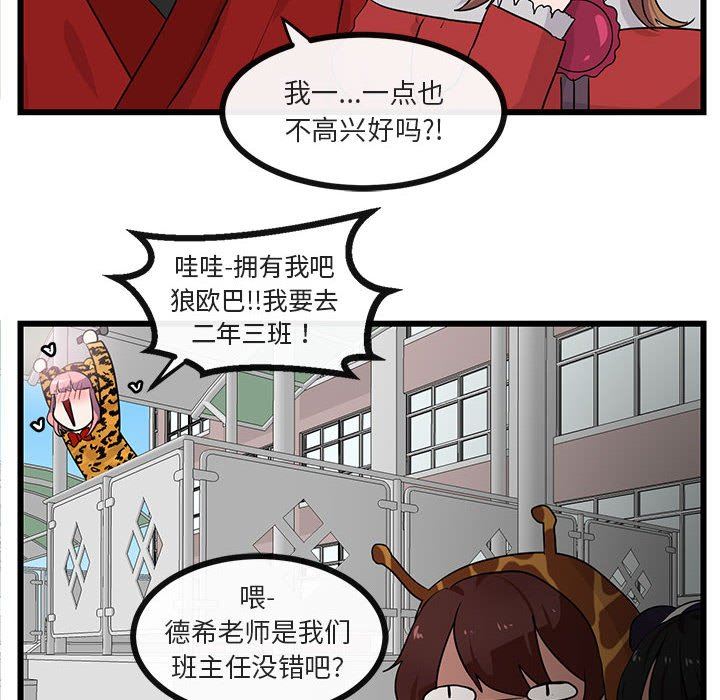 我一...一点也
不高兴好吗?!
哇哇-拥有我吧
狼欧巴!!我要去
二年三班！
喂-
德希老师是我们
班主任没错吧?